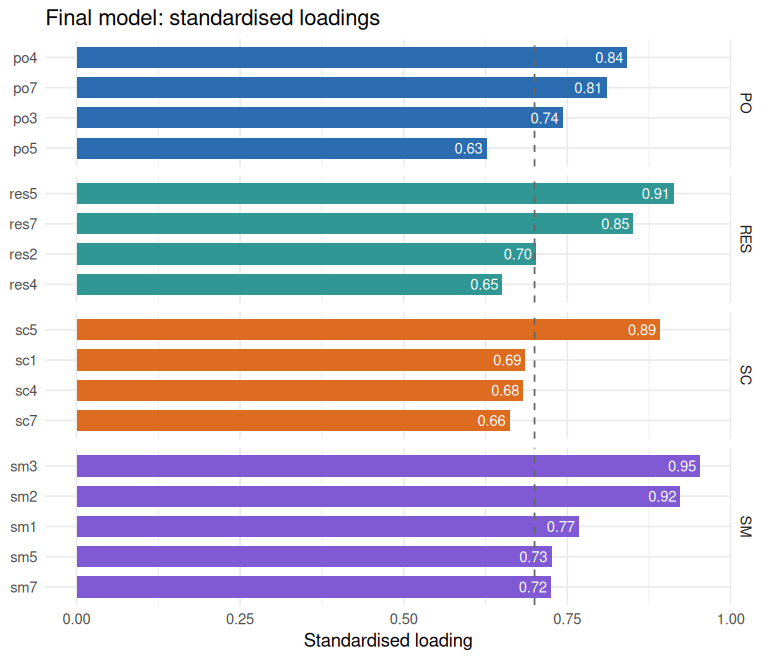 Final model: standardised loadings
po4 0.84
po7 0.81
po3 0.74
po5 0.63
PO
res5 0.91
res7 0.85
res2 0.70
res4 0.65
RES
sc5 0.89
sc1 0.69
sc4 0.68
sc7 0.66
SC
sm3 0.95
sm2 0.92
sm1 0.77
sm5 0.73
sm7 0.72
SM
0.00 0.25 0.50 0.75 1.00
Standardised loading